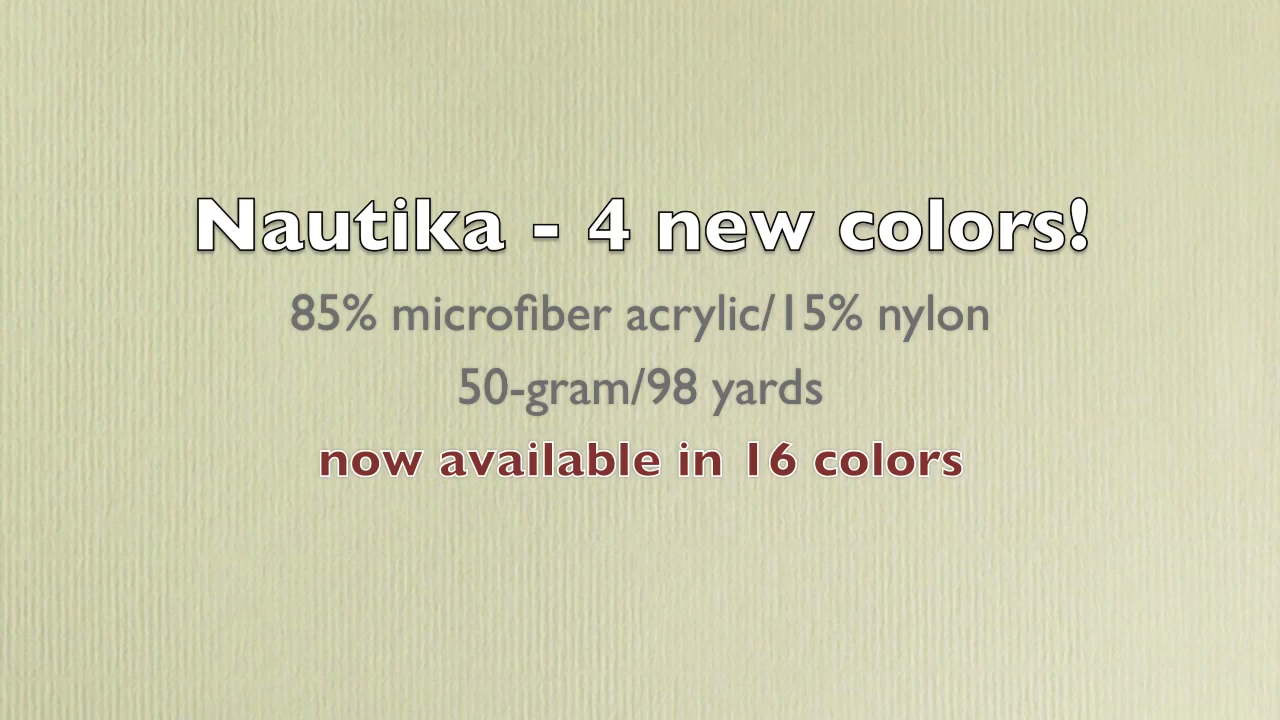 Nautika - 4 new colors!
85% microfiber acrylic/15% nylon
50-gram/98 yards
now available in 16 colors